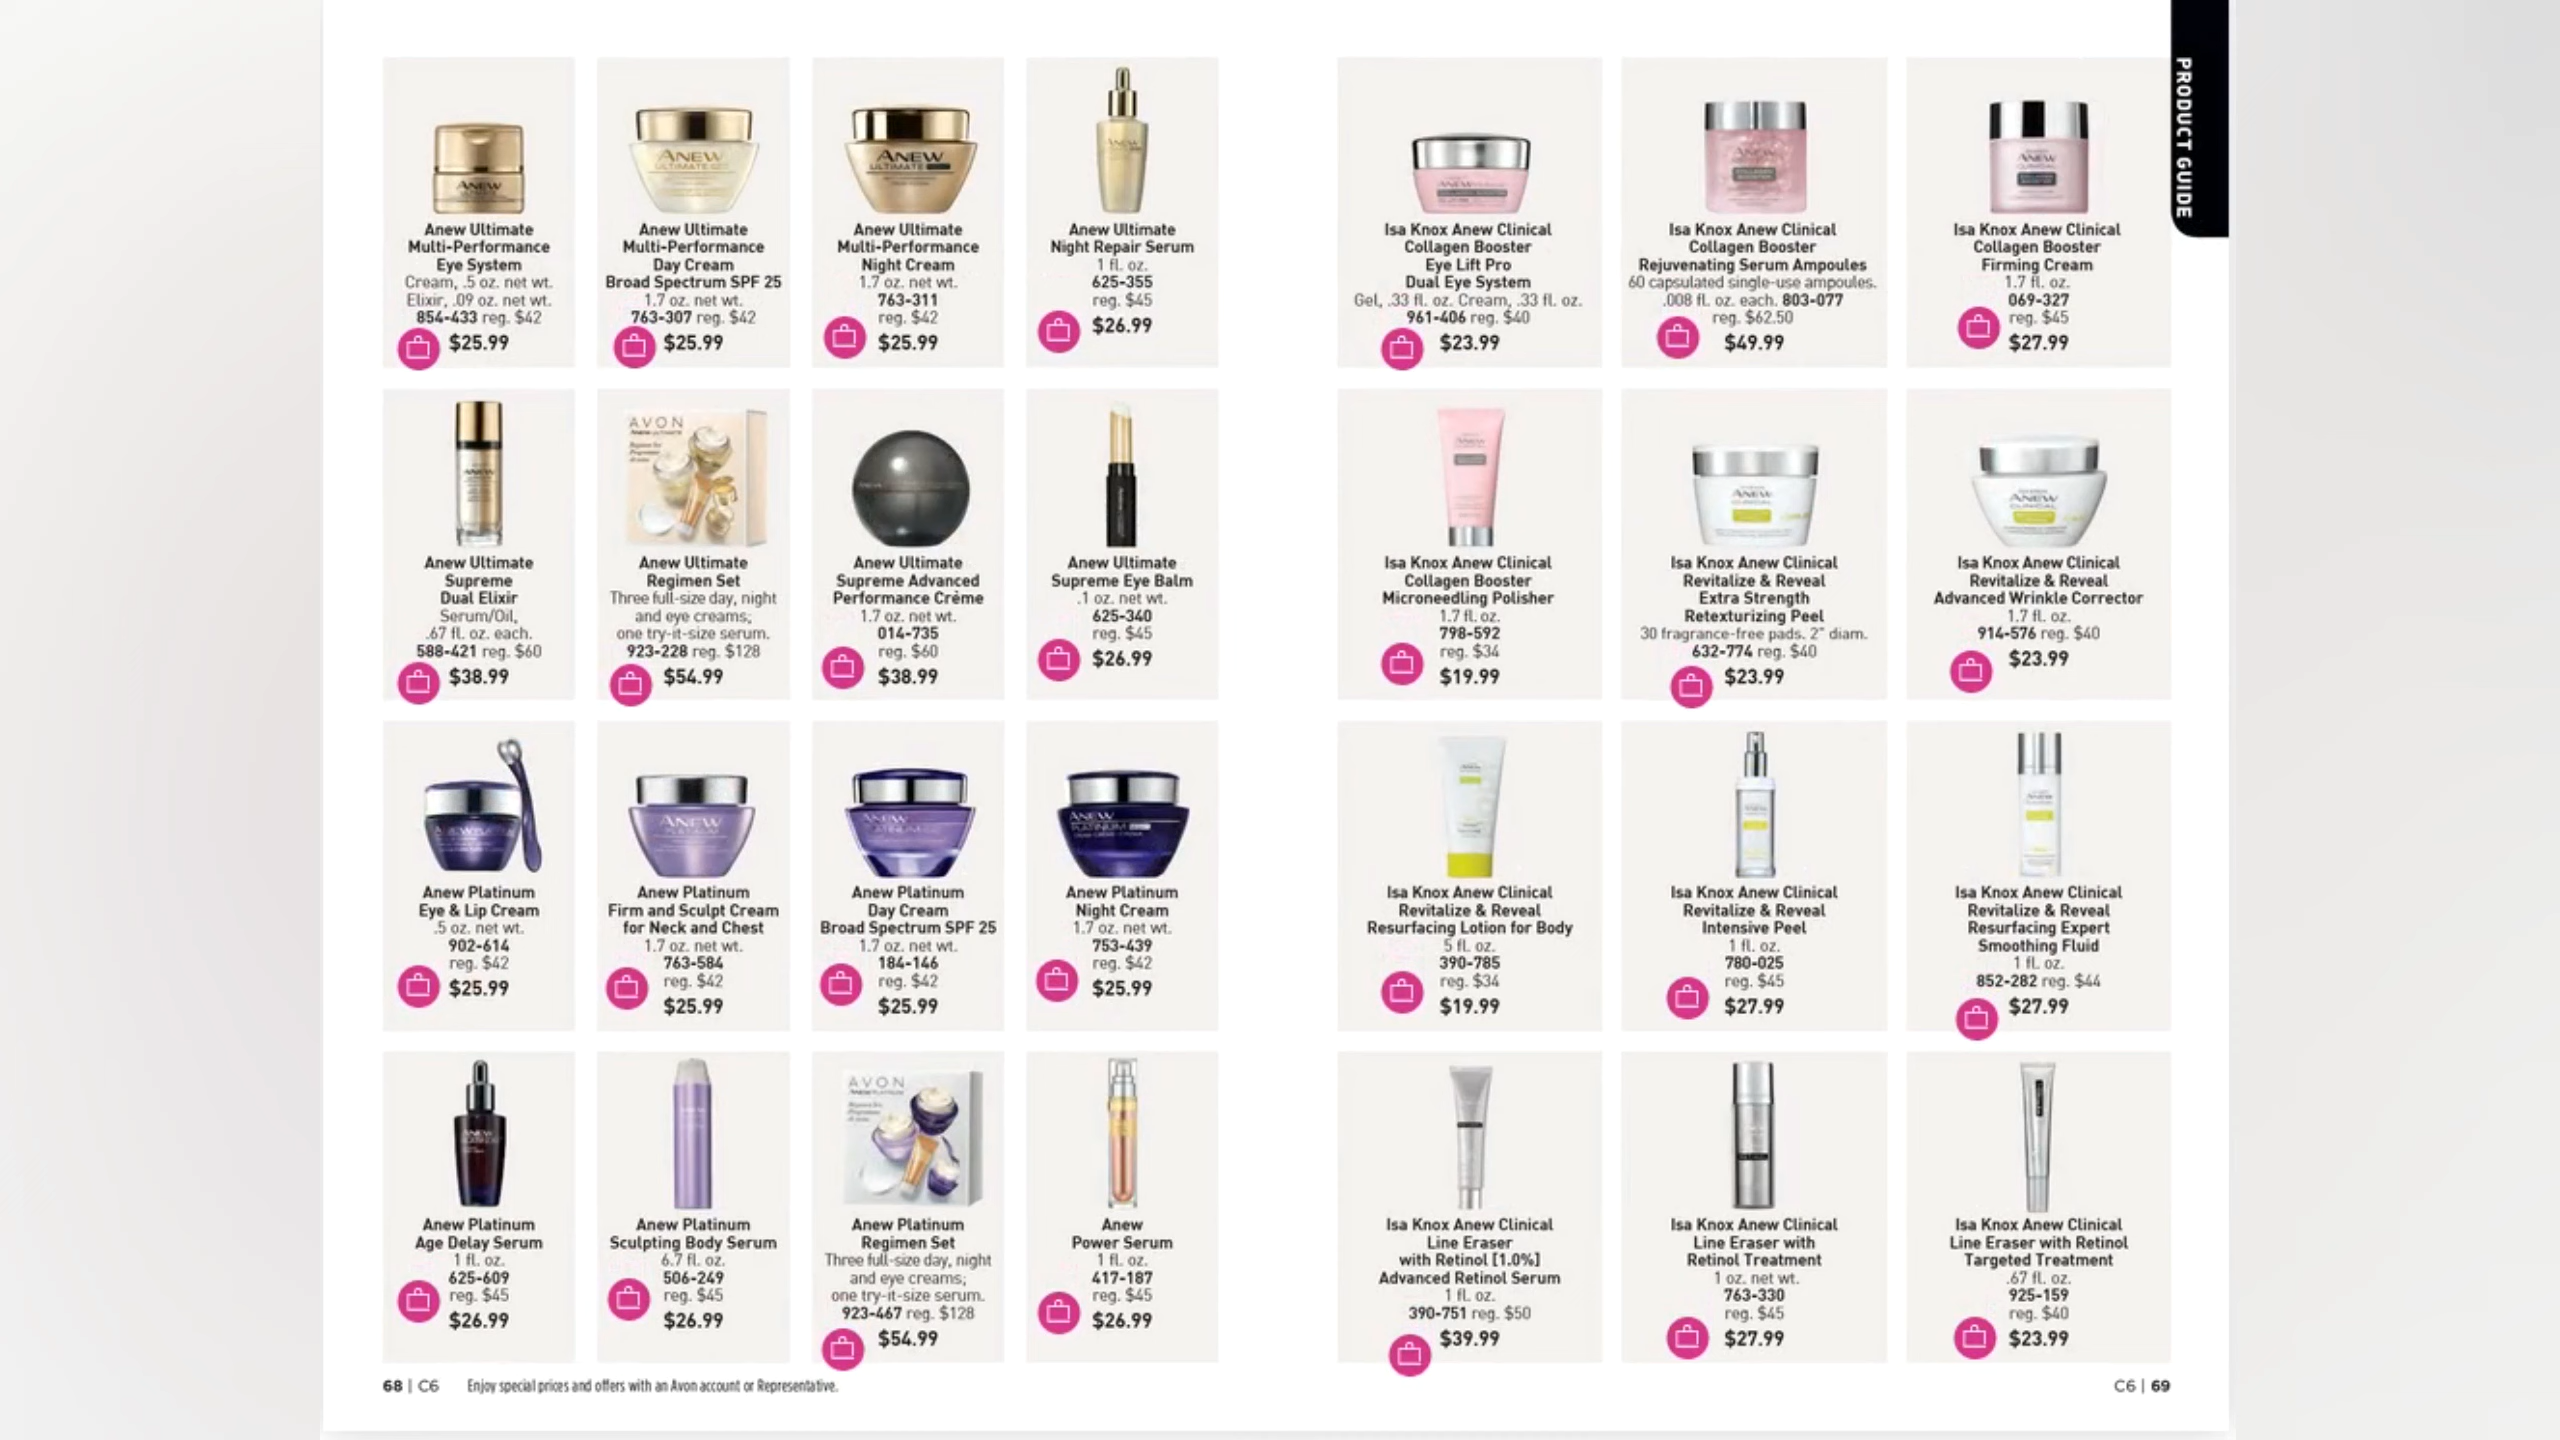 PRODUCT GUIDE
ANEW
Anew Ultimate
Multi-Performance
Eye System
Cream, .5 oz. net wt.
Elixir, .09 oz. net wt.
854-433 reg. $42
$25.99
ANEW
ULTIMATE
Anew Ultimate
Multi-Performance
Day Cream
Broad Spectrum SPF 25
1.7 oz. net wt.
763-307 reg. $42
$25.99
ANEW
ULTIMATE
Anew Ultimate
Multi-Performance
Night Cream
1.7 oz. net wt.
763-311
reg. $42
$25.99
ANEW
Anew Ultimate
Night Repair Serum
1 fl. oz.
625-355
reg. $45
$26.99
Isa Knox Anew Clinical
Collagen Booster
Eye Lift Pro
Dual Eye System
Gel, .33 fl. oz. Cream, .33 fl. oz.
961-406 reg. $40
$23.99
Isa Knox Anew Clinical
Collagen Booster
Rejuvenating Serum Ampoules
60 capsulated single-use ampoules.
.008 fl. oz. each. 803-077
reg. $62.50
$49.99
ANEW
CLINICAL
Isa Knox Anew Clinical
Collagen Booster
Firming Cream
1.7 fl. oz.
069-327
reg. $45
$27.99
ANEW
Anew Ultimate
Supreme
Dual Elixir
Serum/Oil,
.67 fl. oz. each.
588-421 reg. $60
$38.99
AVON
Anew Ultimate
Regimen Set
Three full-size day, night
and eye creams;
one try-it-size serum.
923-228 reg. $128
$54.99
Anew Ultimate
Supreme Advanced
Performance Crème
1.7 oz. net wt.
014-735
reg. $60
$38.99
Anew Ultimate
Supreme Eye Balm
.1 oz. net wt.
625-340
reg. $45
$26.99
ANEW
Isa Knox Anew Clinical
Collagen Booster
Microneedling Polisher
1.7 fl. oz.
798-592
reg. $34
$19.99
ANEW
CLINICAL
Isa Knox Anew Clinical
Revitalize & Reveal
Extra Strength
Retexturizing Peel
30 fragrance-free pads. 2" diam.
632-774 reg. $40
$23.99
ANEW
CLINICAL
Isa Knox Anew Clinical
Revitalize & Reveal
Advanced Wrinkle Corrector
1.7 fl. oz.
914-576 reg. $40
$23.99
Anew Platinum
Eye & Lip Cream
.5 oz. net wt.
902-614
reg. $42
$25.99
ANEW
PLATINUM
Anew Platinum
Firm and Sculpt Cream
for Neck and Chest
1.7 oz. net wt.
763-584
reg. $42
$25.99
ANEW
PLATINUM
Anew Platinum
Day Cream
Broad Spectrum SPF 25
1.7 oz. net wt.
184-146
reg. $42
$25.99
ANEW
PLATINUM
Anew Platinum
Night Cream
1.7 oz. net wt.
753-439
reg. $42
$25.99
Isa Knox Anew Clinical
Revitalize & Reveal
Resurfacing Lotion for Body
5 fl. oz.
390-785
reg. $34
$19.99
Isa Knox Anew Clinical
Revitalize & Reveal
Intensive Peel
1 fl. oz.
780-025
reg. $45
$27.99
Isa Knox Anew Clinical
Revitalize & Reveal
Resurfacing Expert
Smoothing Fluid
1 fl. oz.
852-282 reg. $44
$27.99
Anew Platinum
Age Delay Serum
1 fl. oz.
625-609
reg. $45
$26.99
Anew Platinum
Sculpting Body Serum
6.7 fl. oz.
506-249
reg. $45
$26.99
AVON
Anew Platinum
Regimen Set
Three full-size day, night
and eye creams;
one try-it-size serum.
923-467 reg. $128
$54.99
Anew
Power Serum
1 fl. oz.
417-187
reg. $45
$26.99
Isa Knox Anew Clinical
Line Eraser
with Retinol [1.0%]
Advanced Retinol Serum
1 fl. oz.
390-751 reg. $50
$39.99
Isa Knox Anew Clinical
Line Eraser with
Retinol Treatment
1 oz. net wt.
763-330
reg. $45
$27.99
Isa Knox Anew Clinical
Line Eraser with Retinol
Targeted Treatment
.67 fl. oz.
925-159
reg. $40
$23.99
68 | C6 Enjoy special prices and offers with an Avon account or Representative.
C6 | 69